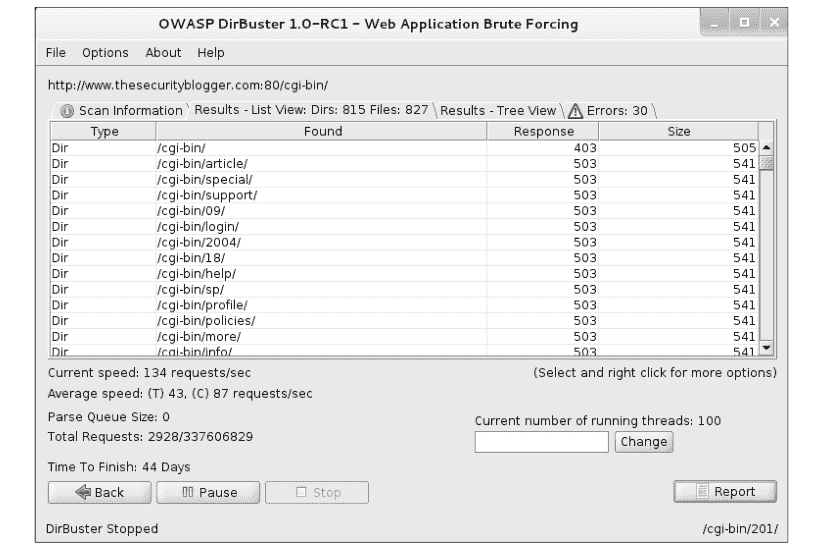 OWASP DirBuster 1.0-RC1 - Web Application Brute Forcing
File Options About Help
http://www.thesecurityblogger.com:80/cgi-bin/
Scan Information Results - List View: Dirs: 815 Files: 827 Results - Tree View Errors: 30
Type Found Response Size
Dir /cgi-bin/ 403 505
Dir /cgi-bin/article/ 503 541
Dir /cgi-bin/special/ 503 541
Dir /cgi-bin/support/ 503 541
Dir /cgi-bin/09/ 503 541
Dir /cgi-bin/login/ 503 541
Dir /cgi-bin/2004/ 503 541
Dir /cgi-bin/18/ 503 541
Dir /cgi-bin/help/ 503 541
Dir /cgi-bin/sp/ 503 541
Dir /cgi-bin/profile/ 503 541
Dir /cgi-bin/policies/ 503 541
Dir /cgi-bin/more/ 503 541
Dir /cgi-bin/info/ 503 541
Current speed: 134 requests/sec (Select and right click for more options)
Average speed: (T) 43, (C) 87 requests/sec
Parse Queue Size: 0
Current number of running threads: 100
Total Requests: 2928/337606829
Change
Time To Finish: 44 Days
Back Pause Stop Report
DirBuster Stopped /cgi-bin/201/